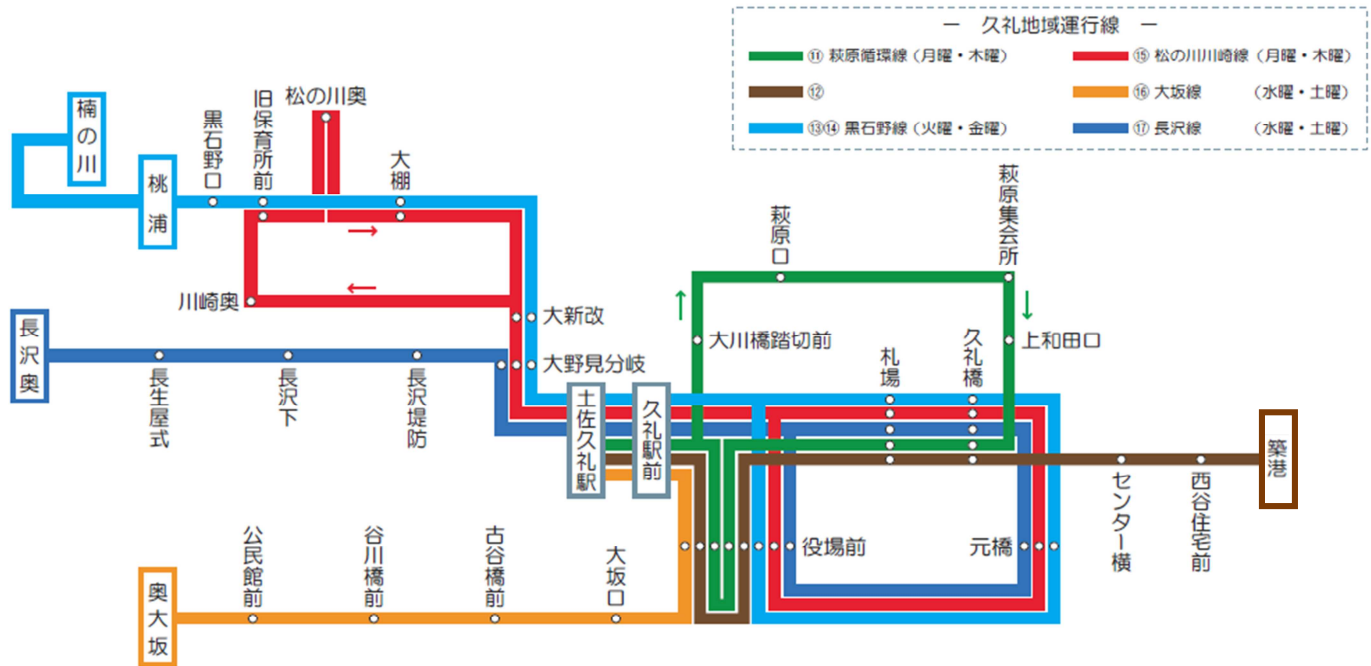 ― 久礼地域運行線 ―
⑪ 萩原循環線（月曜・木曜）
⑮ 松の川川崎線（月曜・木曜）
⑫
⑯ 大坂線 （水曜・土曜）
⑬⑭ 黒石野線（火曜・金曜）
⑰ 長沢線 （水曜・土曜）
楠の川
桃浦
黒石野口
旧保育所前
松の川奥
大棚
川崎奥
大新改
大野見分岐
長沢奥
長生屋式
長沢下
長沢堤防
土佐久礼駅
久礼駅前
萩原口
萩原集会所
大川橋踏切前
上和田口
札場
久礼橋
築港
センター横
西谷住宅前
役場前
元橋
奥大坂
公民館前
谷川橋前
古谷橋前
大坂口